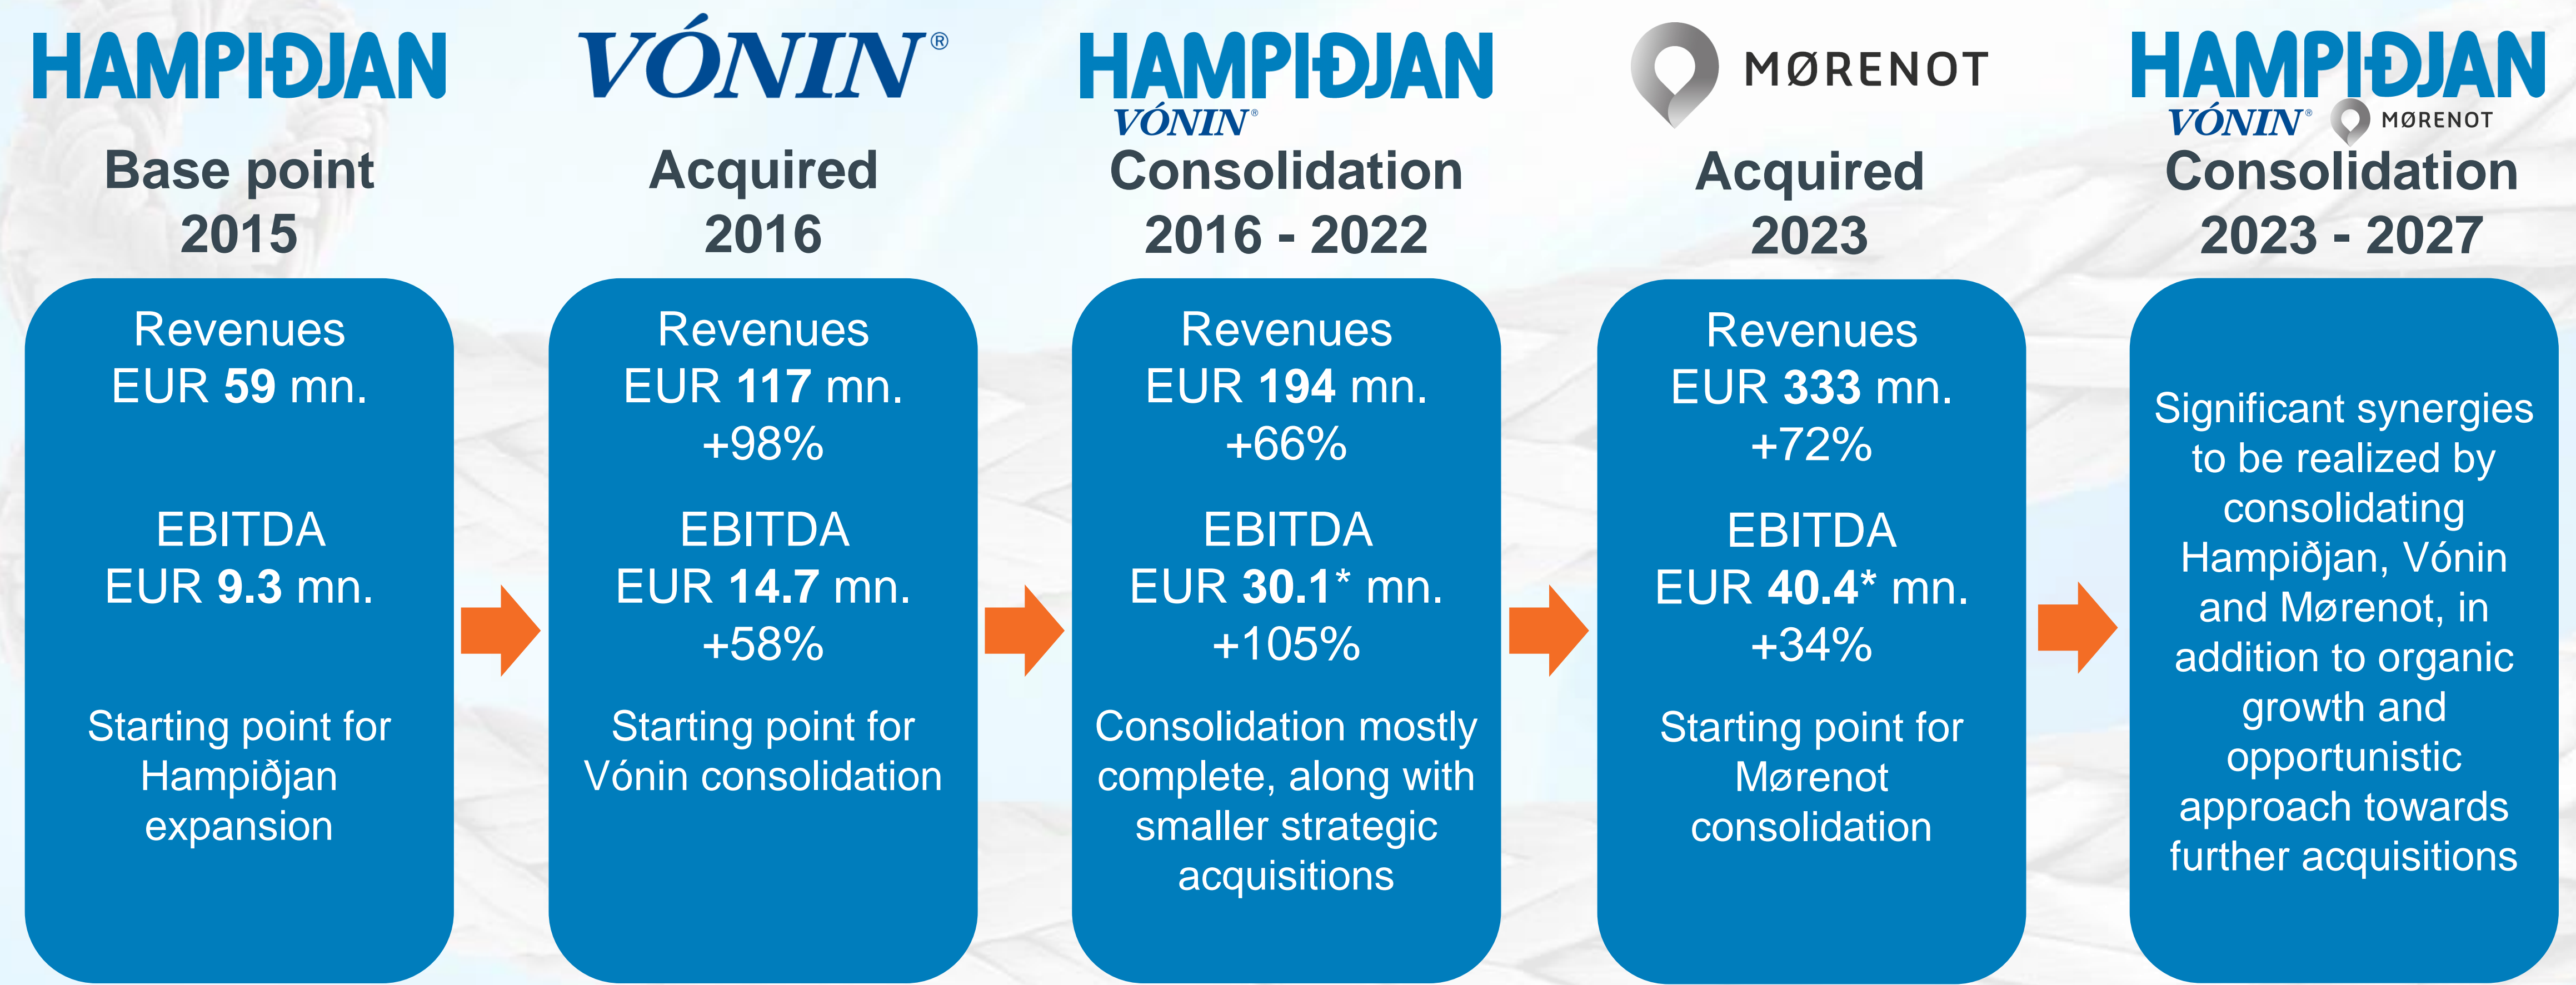 HAMPIÐJAN
Base point
2015
Revenues
EUR 59 mn.
EBITDA
EUR 9.3 mn.
Starting point for
Hampiðjan
expansion
VÓNIN®
Acquired
2016
Revenues
EUR 117 mn.
+98%
EBITDA
EUR 14.7 mn.
+58%
Starting point for
Vónin consolidation
HAMPIÐJAN
VÓNIN®
Consolidation
2016 - 2022
Revenues
EUR 194 mn.
+66%
EBITDA
EUR 30.1* mn.
+105%
Consolidation mostly
complete, along with
smaller strategic
acquisitions
MØRENOT
Acquired
2023
Revenues
EUR 333 mn.
+72%
EBITDA
EUR 40.4* mn.
+34%
Starting point for
Mørenot
consolidation
HAMPIÐJAN
VÓNIN® MØRENOT
Consolidation
2023 - 2027
Significant synergies
to be realized by
consolidating
Hampiðjan, Vónin
and Mørenot, in
addition to organic
growth and
opportunistic
approach towards
further acquisitions